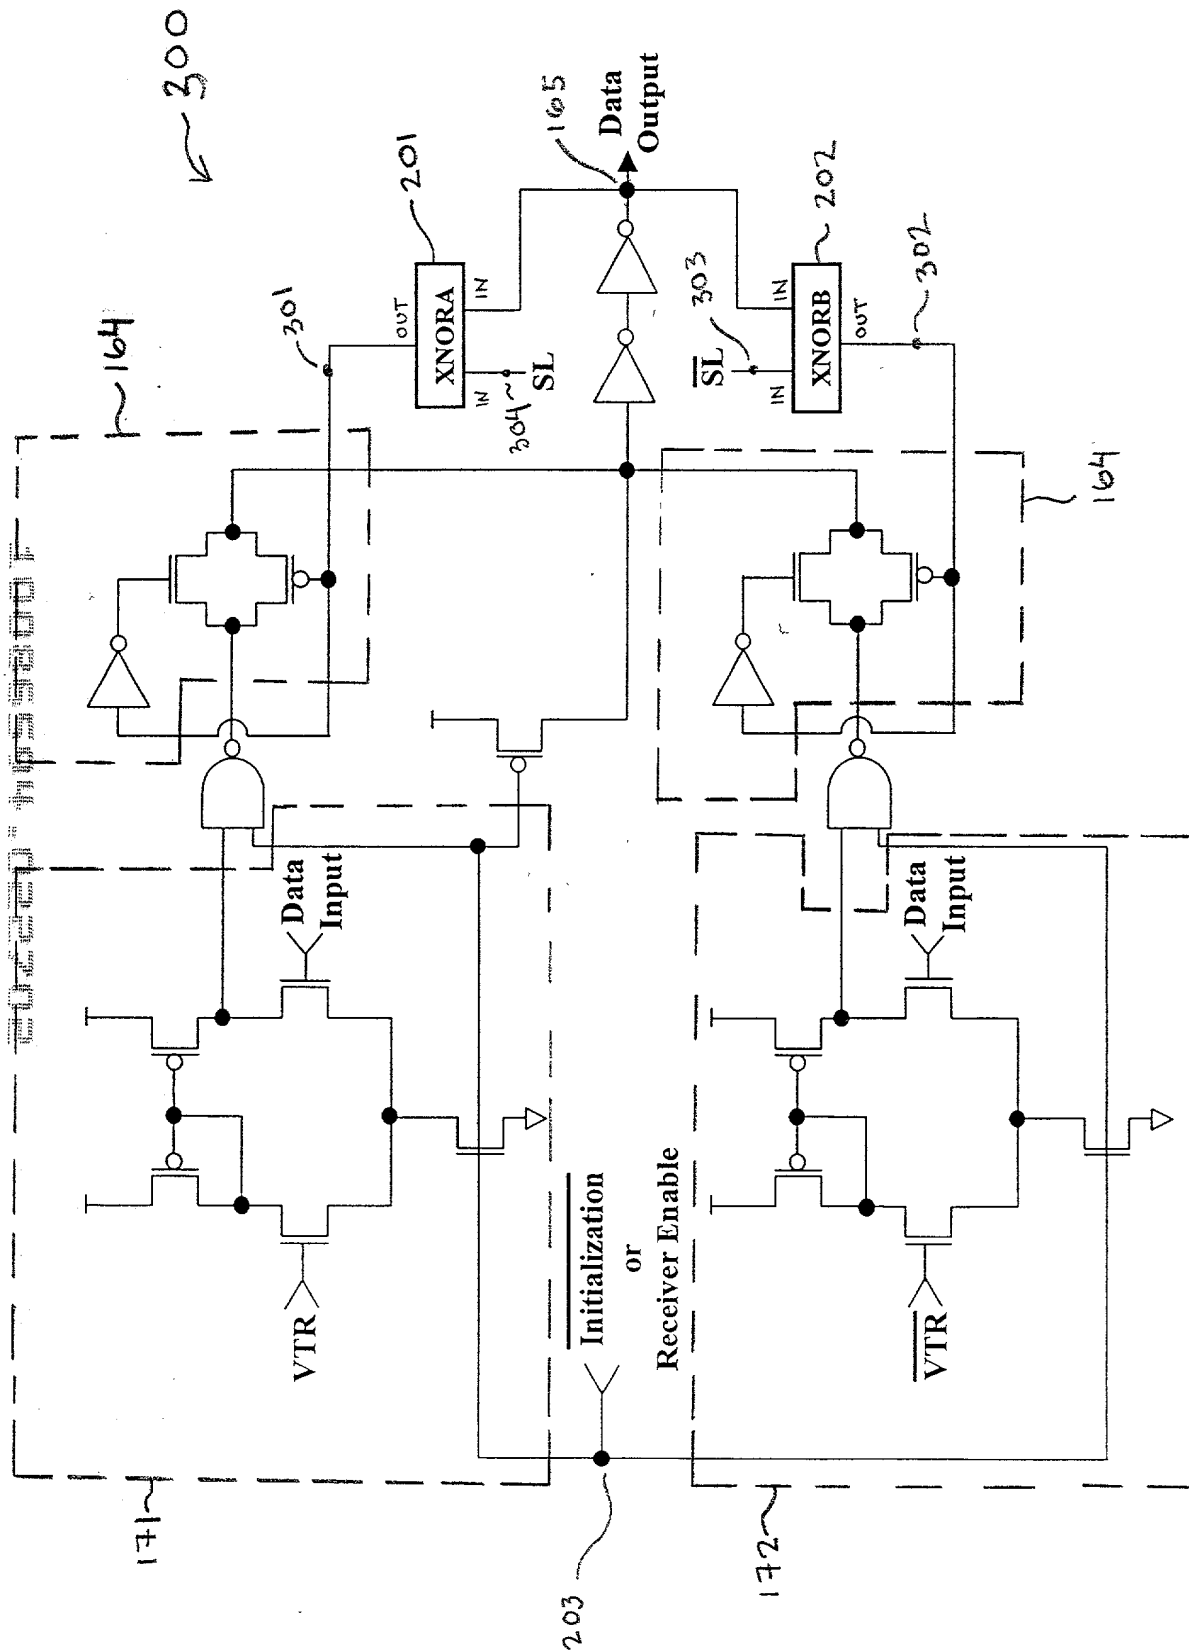 300
164
301
201
OUT
XNORA
IN
IN
304
SL
165
Data
Output
SL
303
IN
IN
XNORB
OUT
202
302
164
Data
Input
VTR
171
Initialization
or
Receiver Enable
203
Data
Input
VTR
172